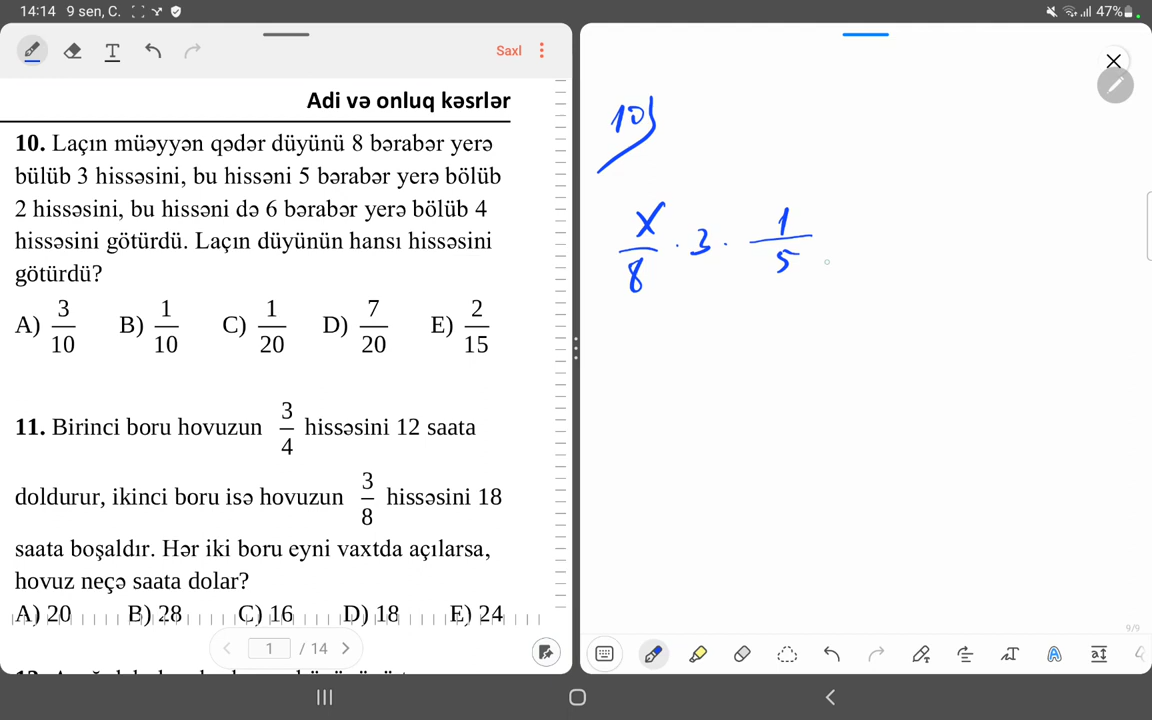 14:14 9 sen, C. 47%
Saxl
Adi və onluq kəsrlər
10. Laçın müəyyən qədər düyünü 8 bərabər yerə
bülüb 3 hissəsini, bu hissəni 5 bərabər yerə bölüb
2 hissəsini, bu hissəni də 6 bərabər yerə bölüb 4
hissəsini götürdü. Laçın düyünün hansı hissəsini
götürdü?
A) 3/10 B) 1/10 C) 1/20 D) 7/20 E) 2/15
11. Birinci boru hovuzun 3/4 hissəsini 12 saata
doldurur, ikinci boru isə hovuzun 3/8 hissəsini 18
saata boşaldır. Hər iki boru eyni vaxtda açılarsa,
hovuz neçə saata dolar?
A) 20 B) 28 C) 16 D) 18 E) 24
1 / 14
10)
x/8 · 3 · 1/5
9/9